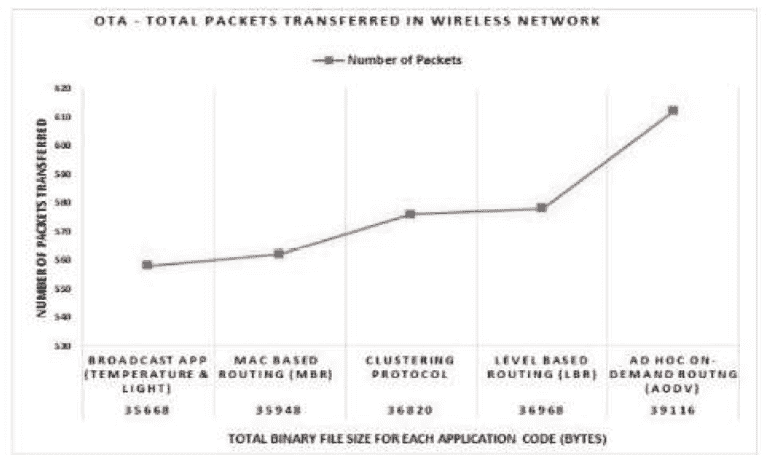 OTA - TOTAL PACKETS TRANSFERRED IN WIRELESS NETWORK
Number of Packets
NUMBER OF PACKETS TRANSFERRED
620
610
600
590
580
570
560
550
540
530
BROADCAST APP
(TEMPERATURE &
LIGHT)
MAC BASED
ROUTING (MBR)
CLUSTERING
PROTOCOL
LEVEL BASED
ROUTING (LBR)
AD HOC ON-
DEMAND ROUTNG
(AODV)
35668
35948
36820
36968
39116
TOTAL BINARY FILE SIZE FOR EACH APPLICATION CODE (BYTES)